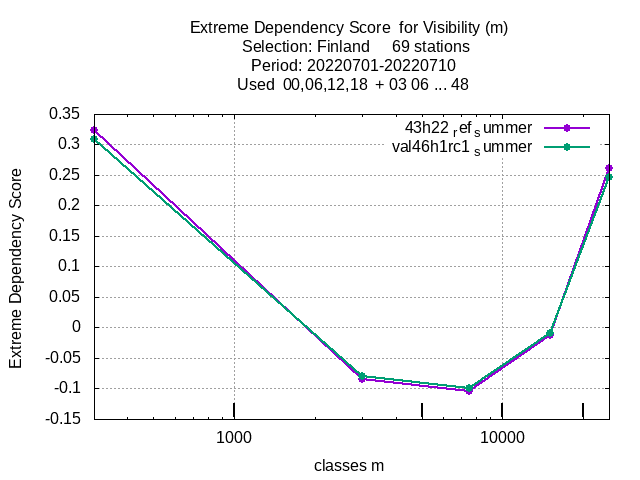 Extreme Dependency Score for Visibility (m)
Selection: Finland 69 stations
Period: 20220701-20220710
Used 00,06,12,18 + 03 06 ... 48
43h22 refsummer
val46h1rc1 summer
Extreme Dependency Score
0.35
0.3
0.25
0.2
0.15
0.1
0.05
0
-0.05
-0.1
-0.15
1000 10000
classes m